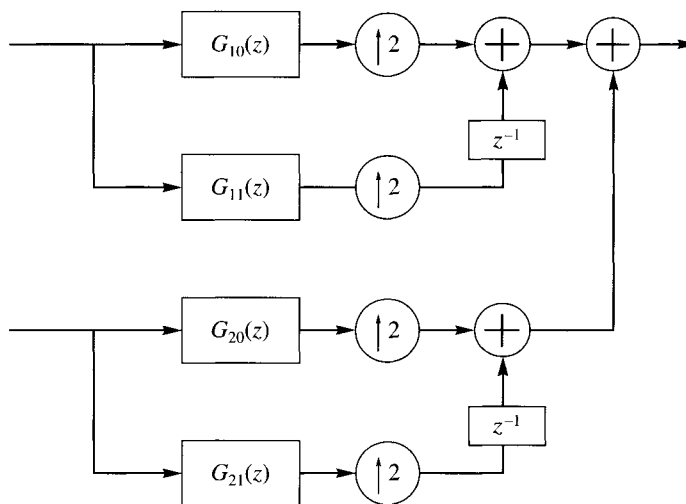 G₁₀(z) ↑2 + +
z⁻¹
G₁₁(z) ↑2
G₂₀(z) ↑2 +
z⁻¹
G₂₁(z) ↑2